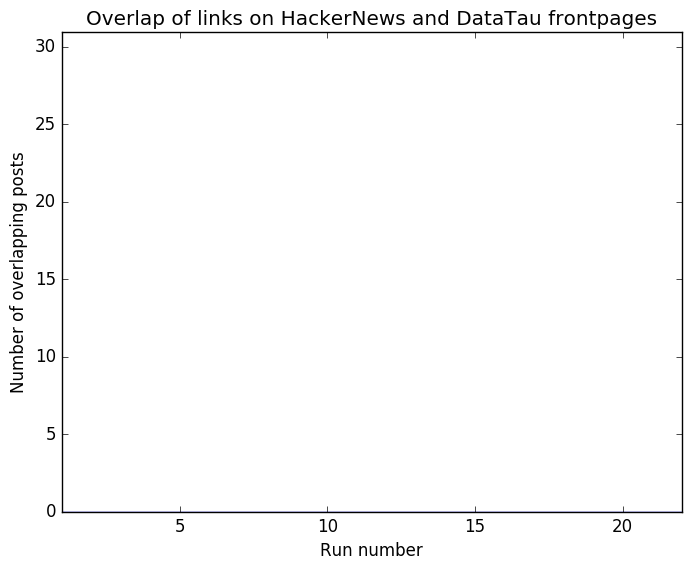 Overlap of links on HackerNews and DataTau frontpages
30
25
20
15
10
5
0
Number of overlapping posts
5 10 15 20
Run number